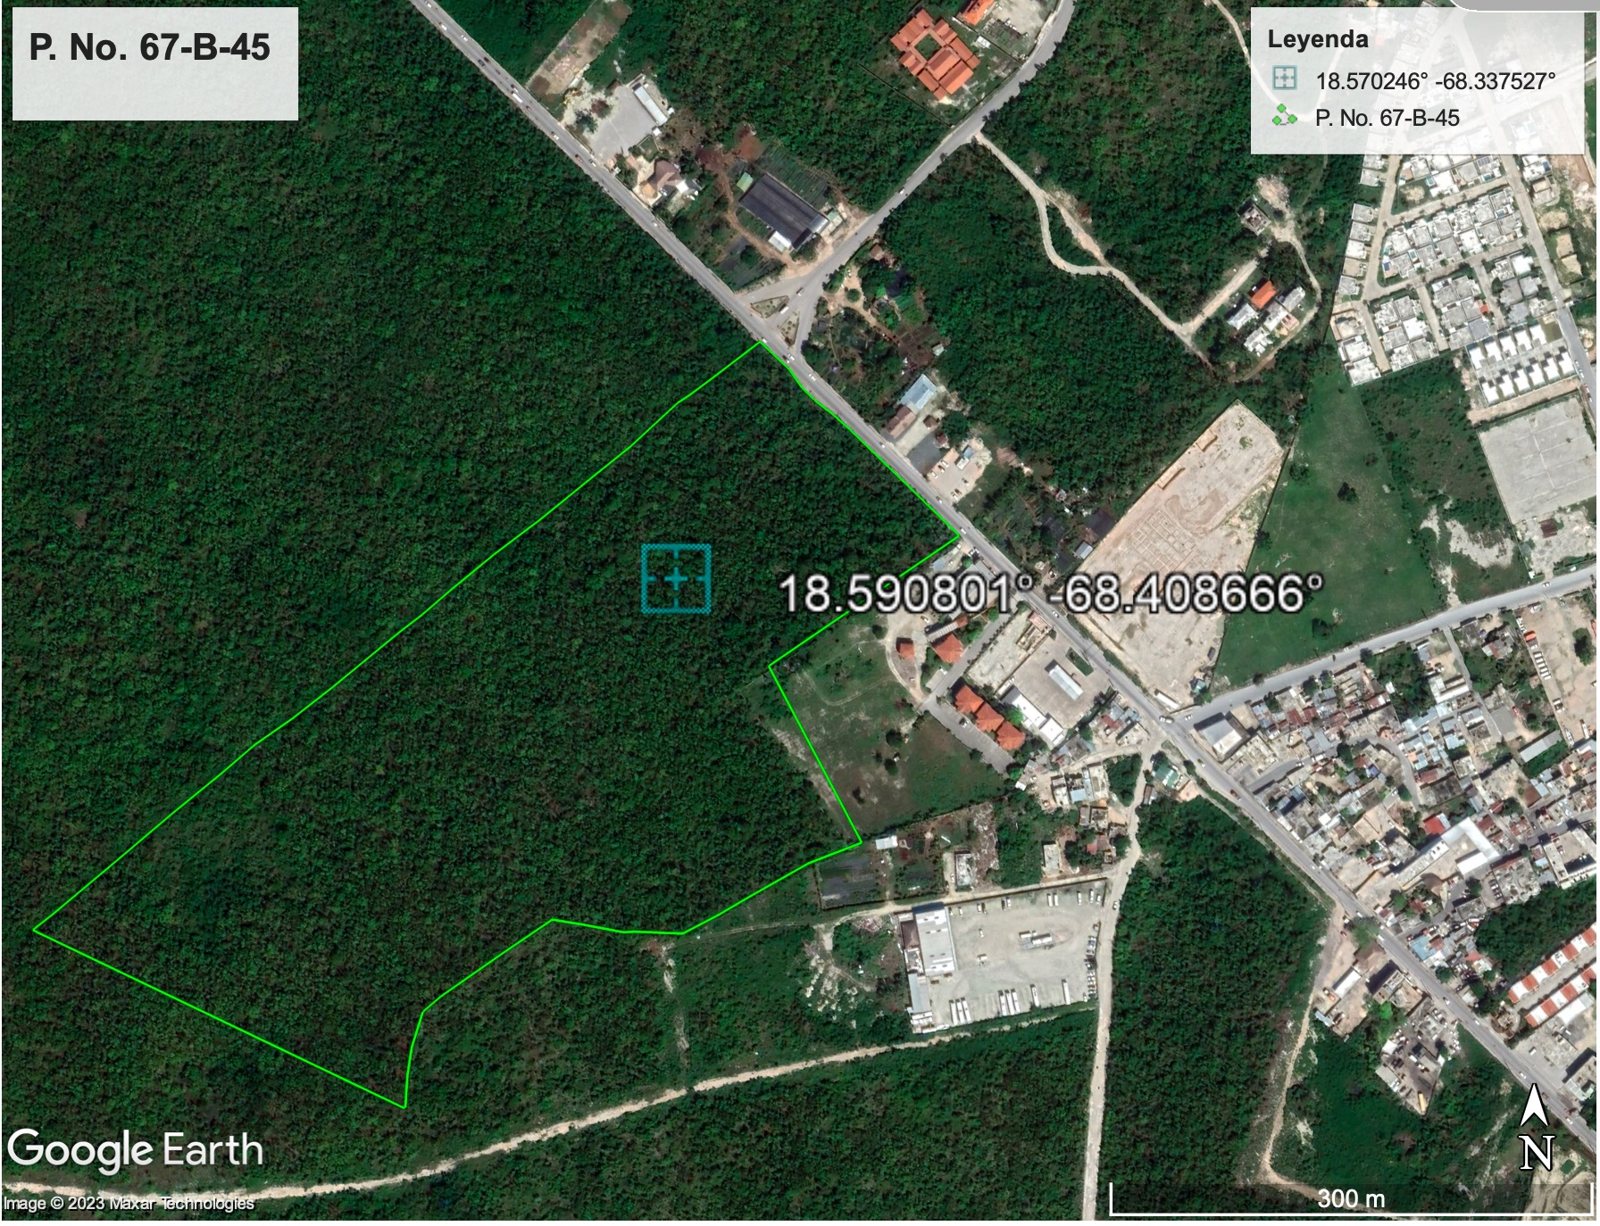 P. No. 67-B-45
Leyenda
18.570246° -68.337527°
P. No. 67-B-45
18.590801° -68.408666°
Google Earth
Image © 2023 Maxar Technologies
N
300 m